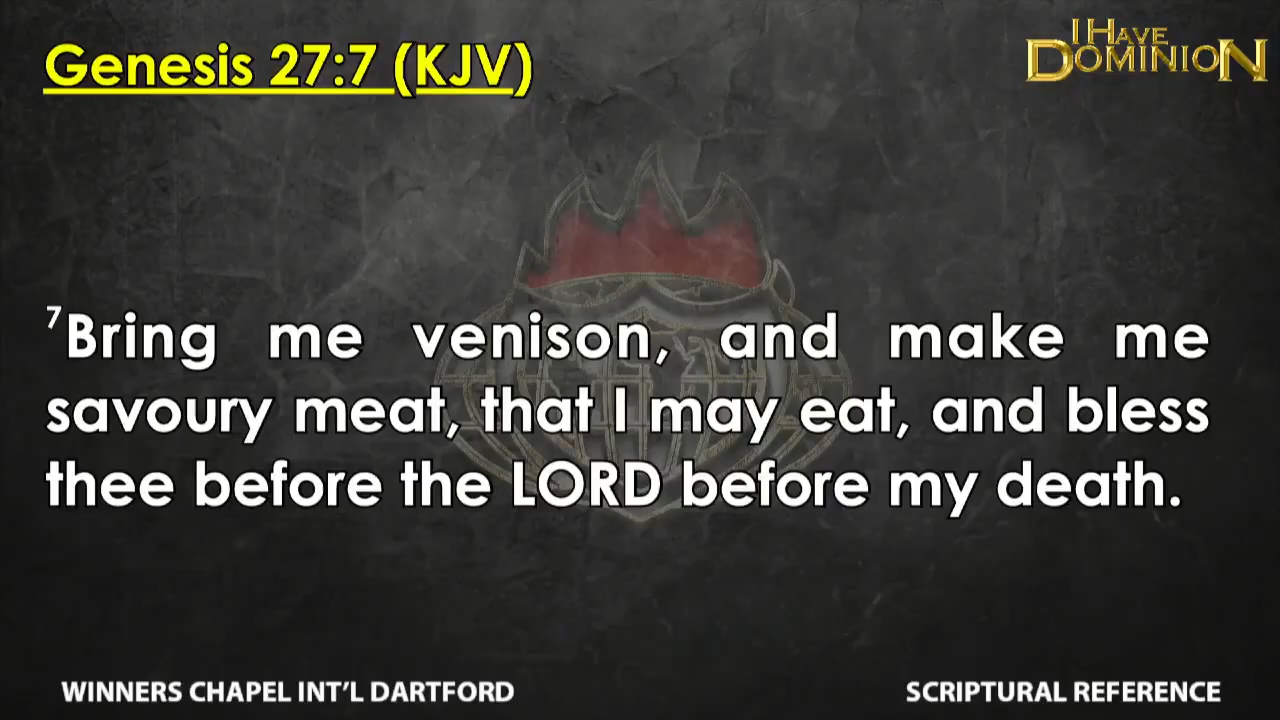 Genesis 27:7 (KJV)
I HAVE
DOMINION
7Bring me venison, and make me
savoury meat, that I may eat, and bless
thee before the LORD before my death.
WINNERS CHAPEL INT'L DARTFORD
SCRIPTURAL REFERENCE